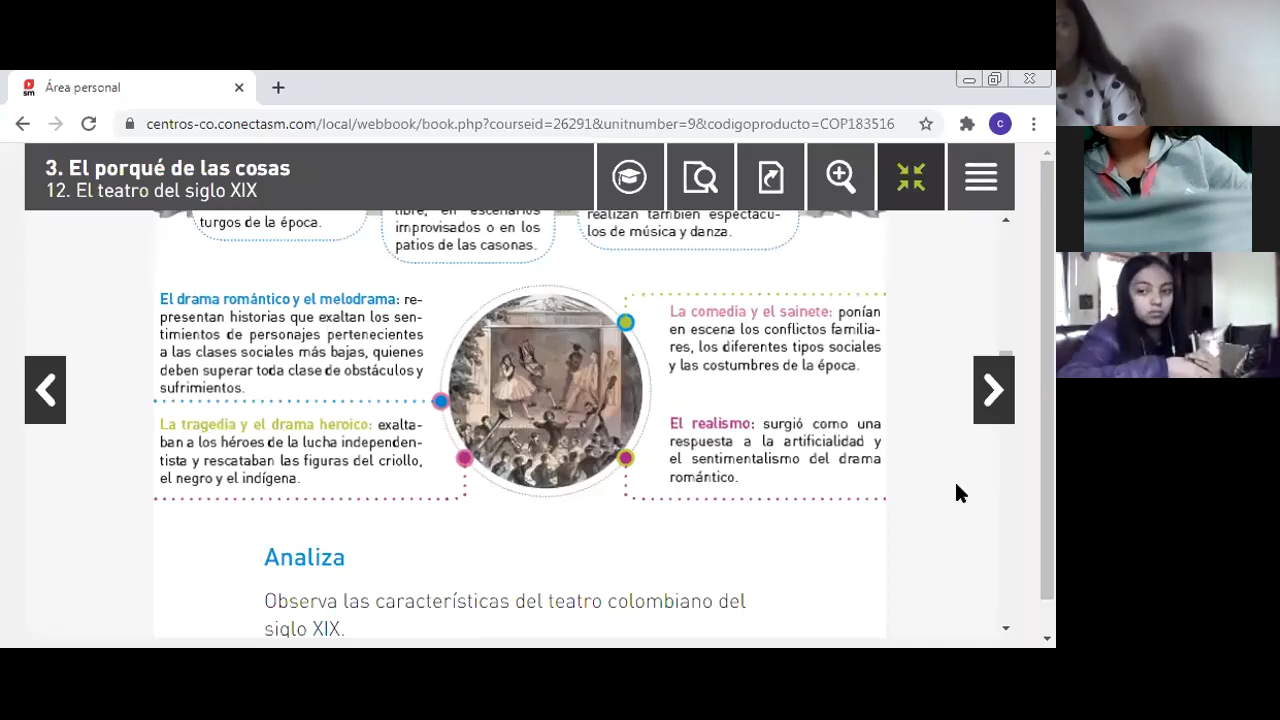 sm Área personal
centros-co.conectasm.com/local/webbook/book.php?courseid=26291&unitnumber=9&codigoproducto=COP183516
c
3. El porqué de las cosas
12. El teatro del siglo XIX
turgos de la época.
libre, en escenarios
improvisados o en los
patios de las casonas.
realizan también espectácu-
los de música y danza.
El drama romántico y el melodrama: re-
presentan historias que exaltan los sen-
timientos de personajes pertenecientes
a las clases sociales más bajas, quienes
deben superar toda clase de obstáculos y
sufrimientos.
La tragedia y el drama heroico: exalta-
ban a los héroes de la lucha independen-
tista y rescataban las figuras del criollo,
el negro y el indígena.
La comedia y el sainete: ponían
en escena los conflictos familia-
res, los diferentes tipos sociales
y las costumbres de la época.
El realismo: surgió como una
respuesta a la artificialidad y
el sentimentalismo del drama
romántico.
Analiza
Observa las características del teatro colombiano del
siglo XIX.